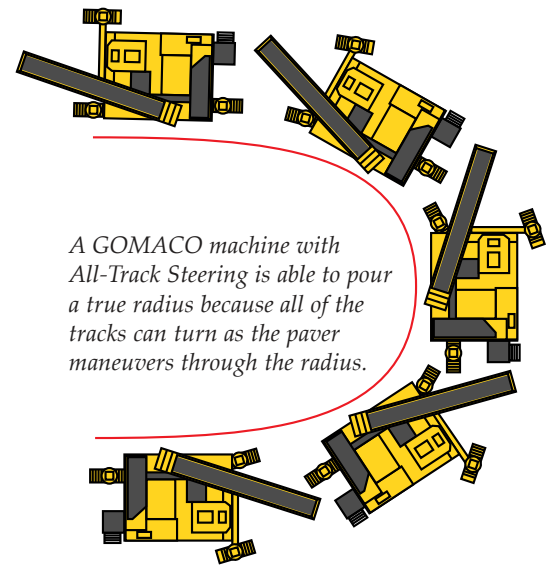 A GOMACO machine with
All-Track Steering is able to pour
a true radius because all of the
tracks can turn as the paver
maneuvers through the radius.